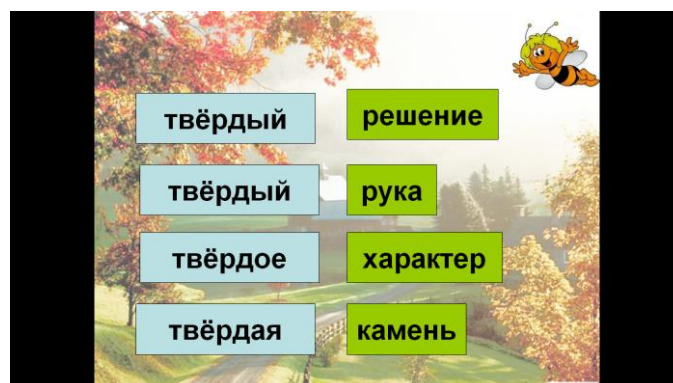 твёрдый решение
твёрдый рука
твёрдое характер
твёрдая камень